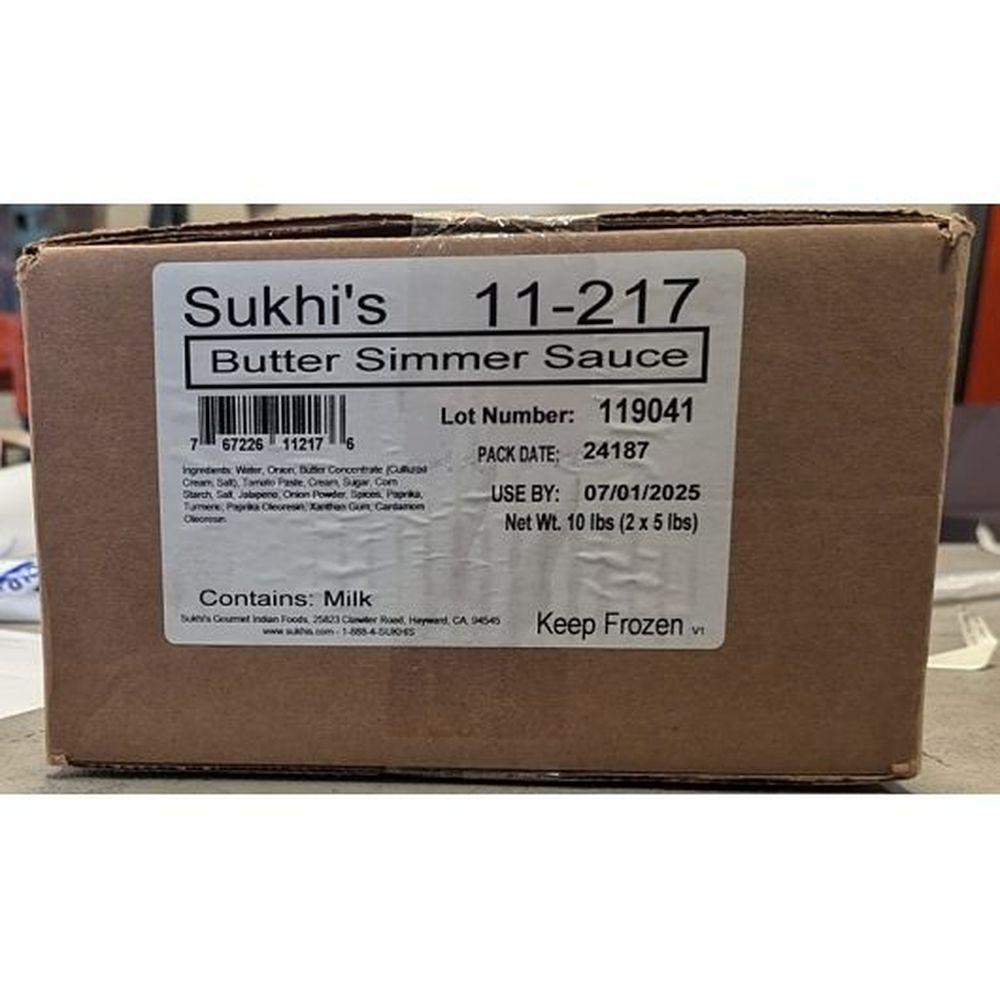 Sukhi's 11-217
Butter Simmer Sauce
Lot Number: 119041
7 67226 11217 6
PACK DATE: 24187
Ingredients: Water, Onion, Butter Concentrate (Cultured
Cream, Salt), Tomato Paste, Cream, Sugar, Corn
Starch, Salt, Jalapeno, Onion Powder, Spices, Paprika,
Turmeric, Paprika Oleoresin, Xanthan Gum, Cardamom
Oleoresin.
USE BY: 07/01/2025
Net Wt. 10 lbs (2 x 5 lbs)
Contains: Milk
Sukhi's Gourmet Indian Foods, 25823 Clawiter Road, Hayward, CA, 94545
www.sukhis.com - 1-888-4-SUKHIS
Keep Frozen V1